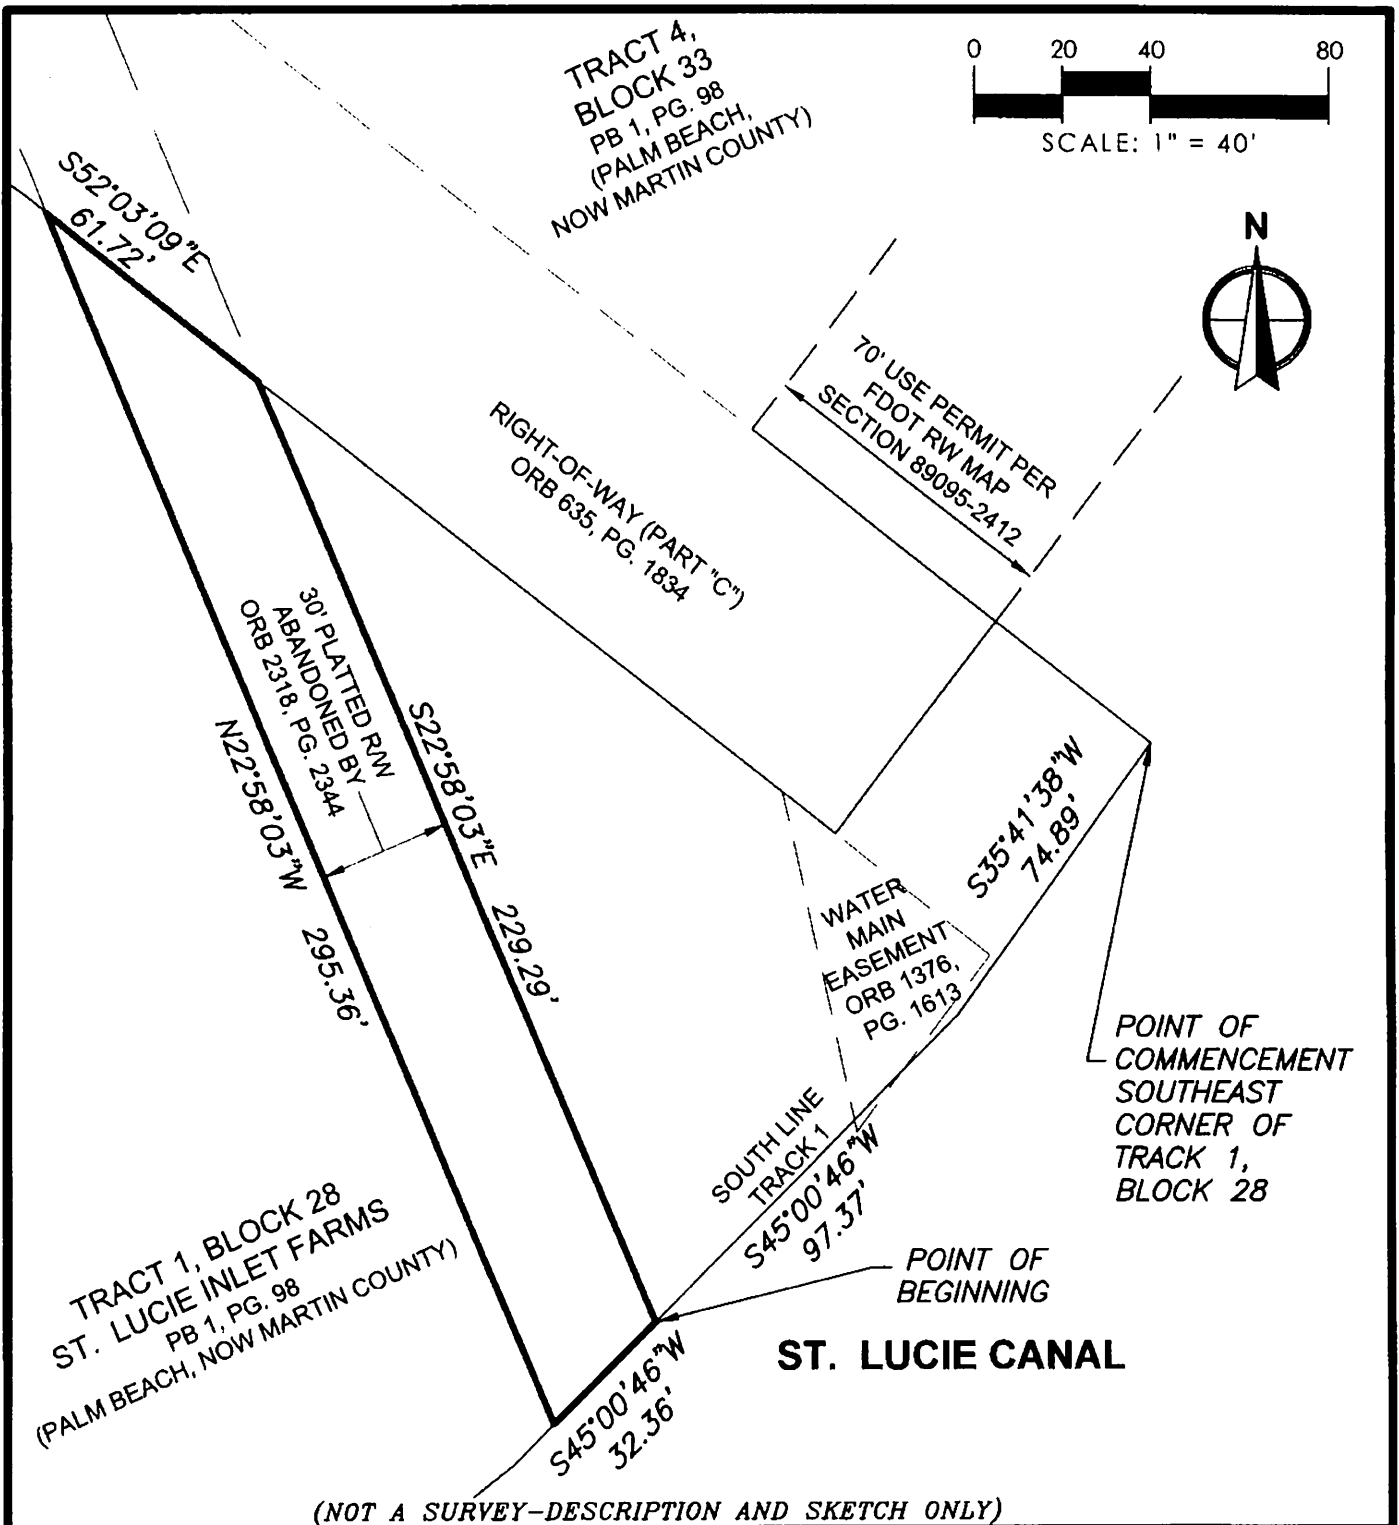 TRACT 4,
BLOCK 33
PB 1, PG. 98
(PALM BEACH,
NOW MARTIN COUNTY)
0 20 40 80
SCALE: 1" = 40'
N
S52°03'09"E
61.72'
70' USE PERMIT PER
FDOT RW MAP
SECTION 89095-2412
RIGHT-OF-WAY (PART "C")
ORB 635, PG. 1834
30' PLATTED R/W
ABANDONED BY
ORB 2318, PG. 2344
N22°58'03"W 295.36'
S22°58'03"E 229.29'
S35°41'38"W
74.89'
WATER
MAIN
EASEMENT
ORB 1376,
PG. 1613
POINT OF
COMMENCEMENT
SOUTHEAST
CORNER OF
TRACK 1,
BLOCK 28
SOUTH LINE
TRACK 1
S45°00'46"W
97.37'
TRACT 1, BLOCK 28
ST. LUCIE INLET FARMS
PB 1, PG. 98
(PALM BEACH, NOW MARTIN COUNTY)
POINT OF
BEGINNING
ST. LUCIE CANAL
S45°00'46"W
32.36'
(NOT A SURVEY-DESCRIPTION AND SKETCH ONLY)